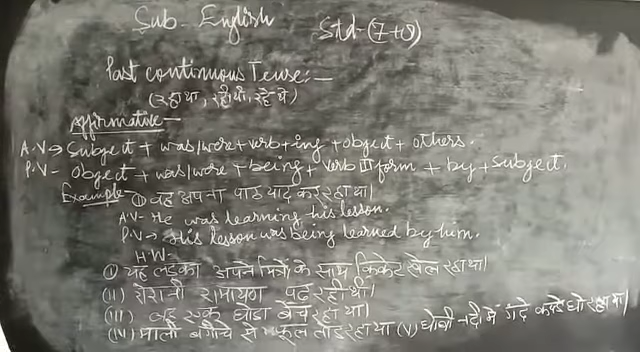 Sub. English
Std-(7+8)
Past continuous Tense:-
(रहा था, रही थी, रहे थे)
Affirmative-
A.V→ Subject + was/were+verb+ing +object+ others.
P.V- Object + was/were +being+ verb III form + by + subject.
Example-① वह अपना पाठ याद कर रहा था।
A.V- He was learning his lesson.
P.V→ His lesson was being learned by him.
H.W-
(i) यह लड़का अपने मित्रों के साथ क्रिकेट खेल रहा था।
(ii) रोशनी रामायण पढ़ रही थी।
(iii) वह एक घोड़ा बेच रहा था।
(iv) माली बगीचे से फूल तोड़ रहा था (v) धोबी नदी में गंदे कपड़े धो रहा था।